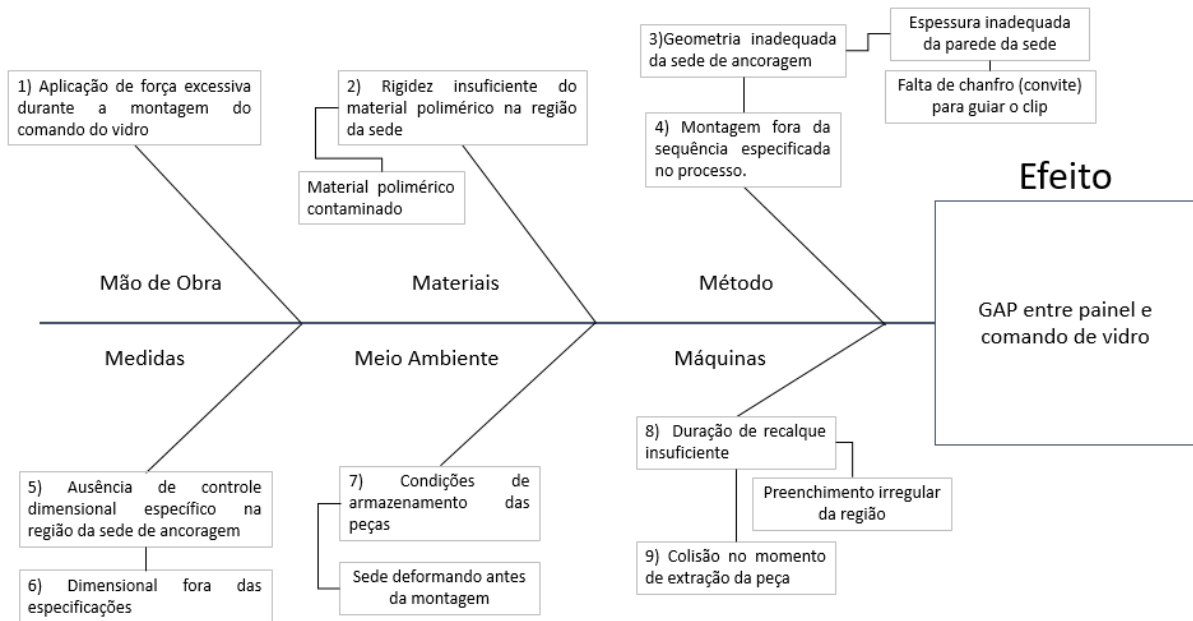 1) Aplicação de força excessiva
durante a montagem do
comando do vidro
2) Rigidez insuficiente do
material polimérico na região
da sede
Material polimérico
contaminado
3)Geometria inadequada
da sede de ancoragem
Espessura inadequada
da parede da sede
Falta de chanfro (convite)
para guiar o clip
4) Montagem fora da
sequência especificada
no processo.
Efeito
Mão de Obra
Materiais
Método
GAP entre painel e
comando de vidro
Medidas
Meio Ambiente
Máquinas
5) Ausência de controle
dimensional específico na
região da sede de ancoragem
6) Dimensional fora das
especificações
7) Condições de
armazenamento das
peças
Sede deformando antes
da montagem
8) Duração de recalque
insuficiente
Preenchimento irregular
da região
9) Colisão no momento
de extração da peça